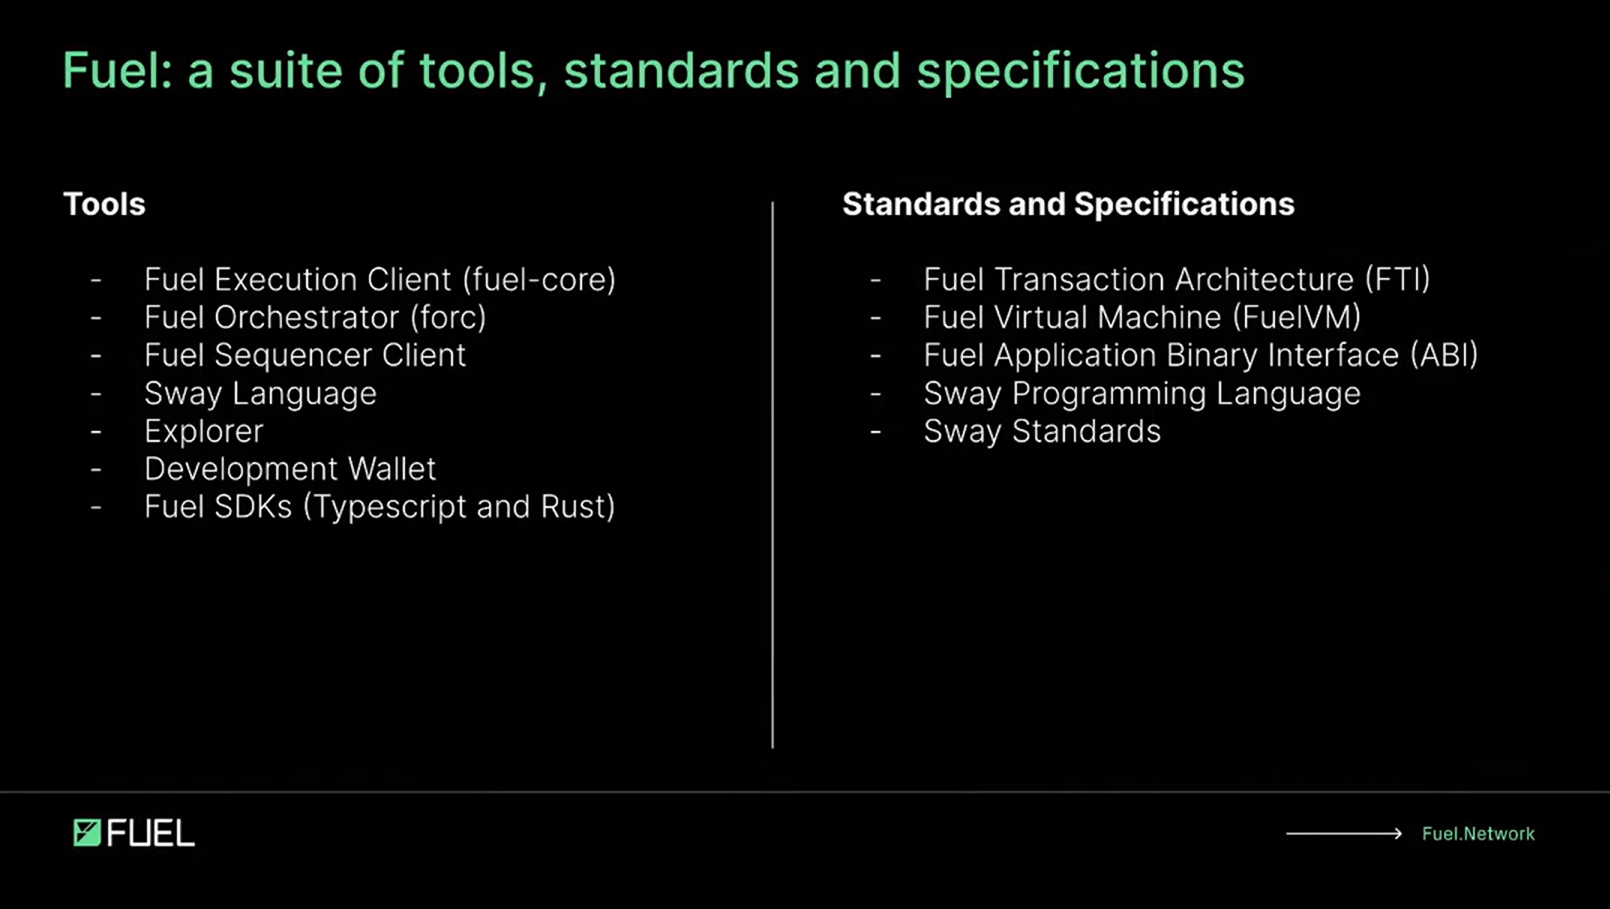 Fuel: a suite of tools, standards and specifications
Tools
- Fuel Execution Client (fuel-core)
- Fuel Orchestrator (forc)
- Fuel Sequencer Client
- Sway Language
- Explorer
- Development Wallet
- Fuel SDKs (Typescript and Rust)
Standards and Specifications
- Fuel Transaction Architecture (FTI)
- Fuel Virtual Machine (FuelVM)
- Fuel Application Binary Interface (ABI)
- Sway Programming Language
- Sway Standards
FUEL
Fuel.Network